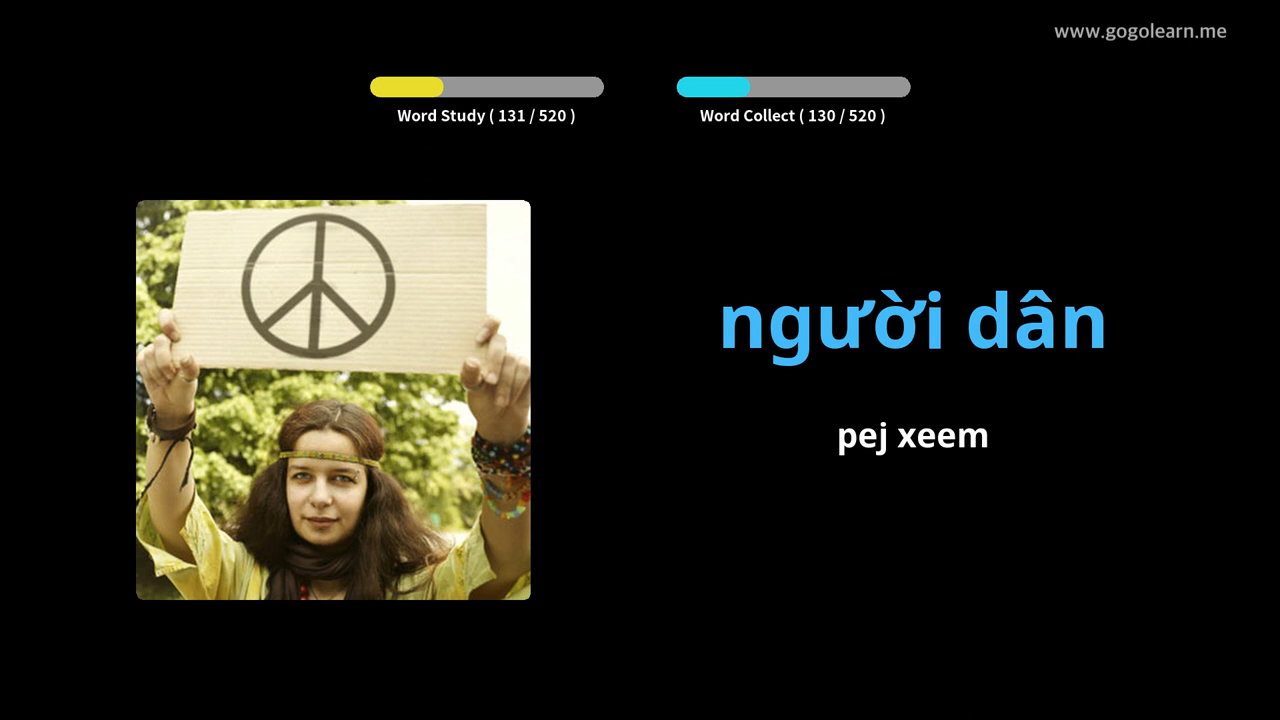 www.gogolearn.me
Word Study ( 131 / 520 )
Word Collect ( 130 / 520 )
người dân
pej xeem